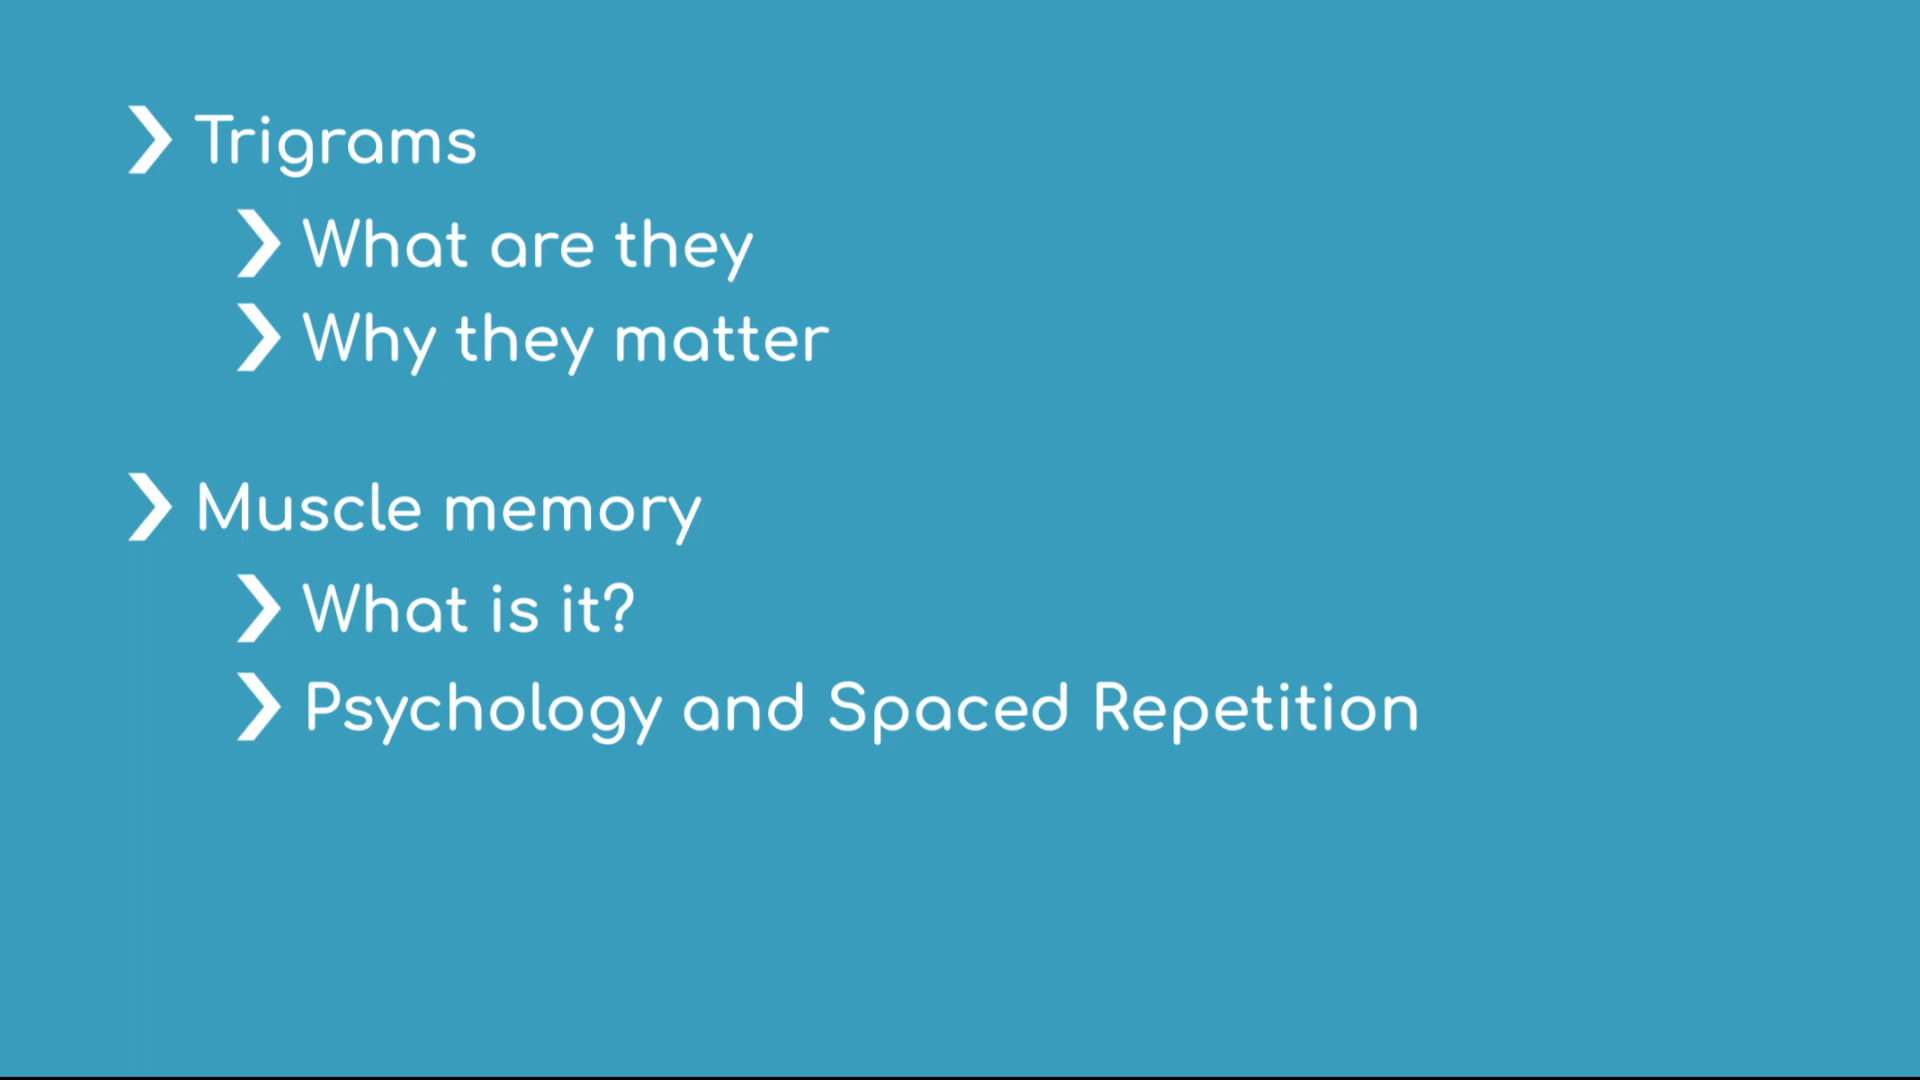 Trigrams
What are they
Why they matter
Muscle memory
What is it?
Psychology and Spaced Repetition